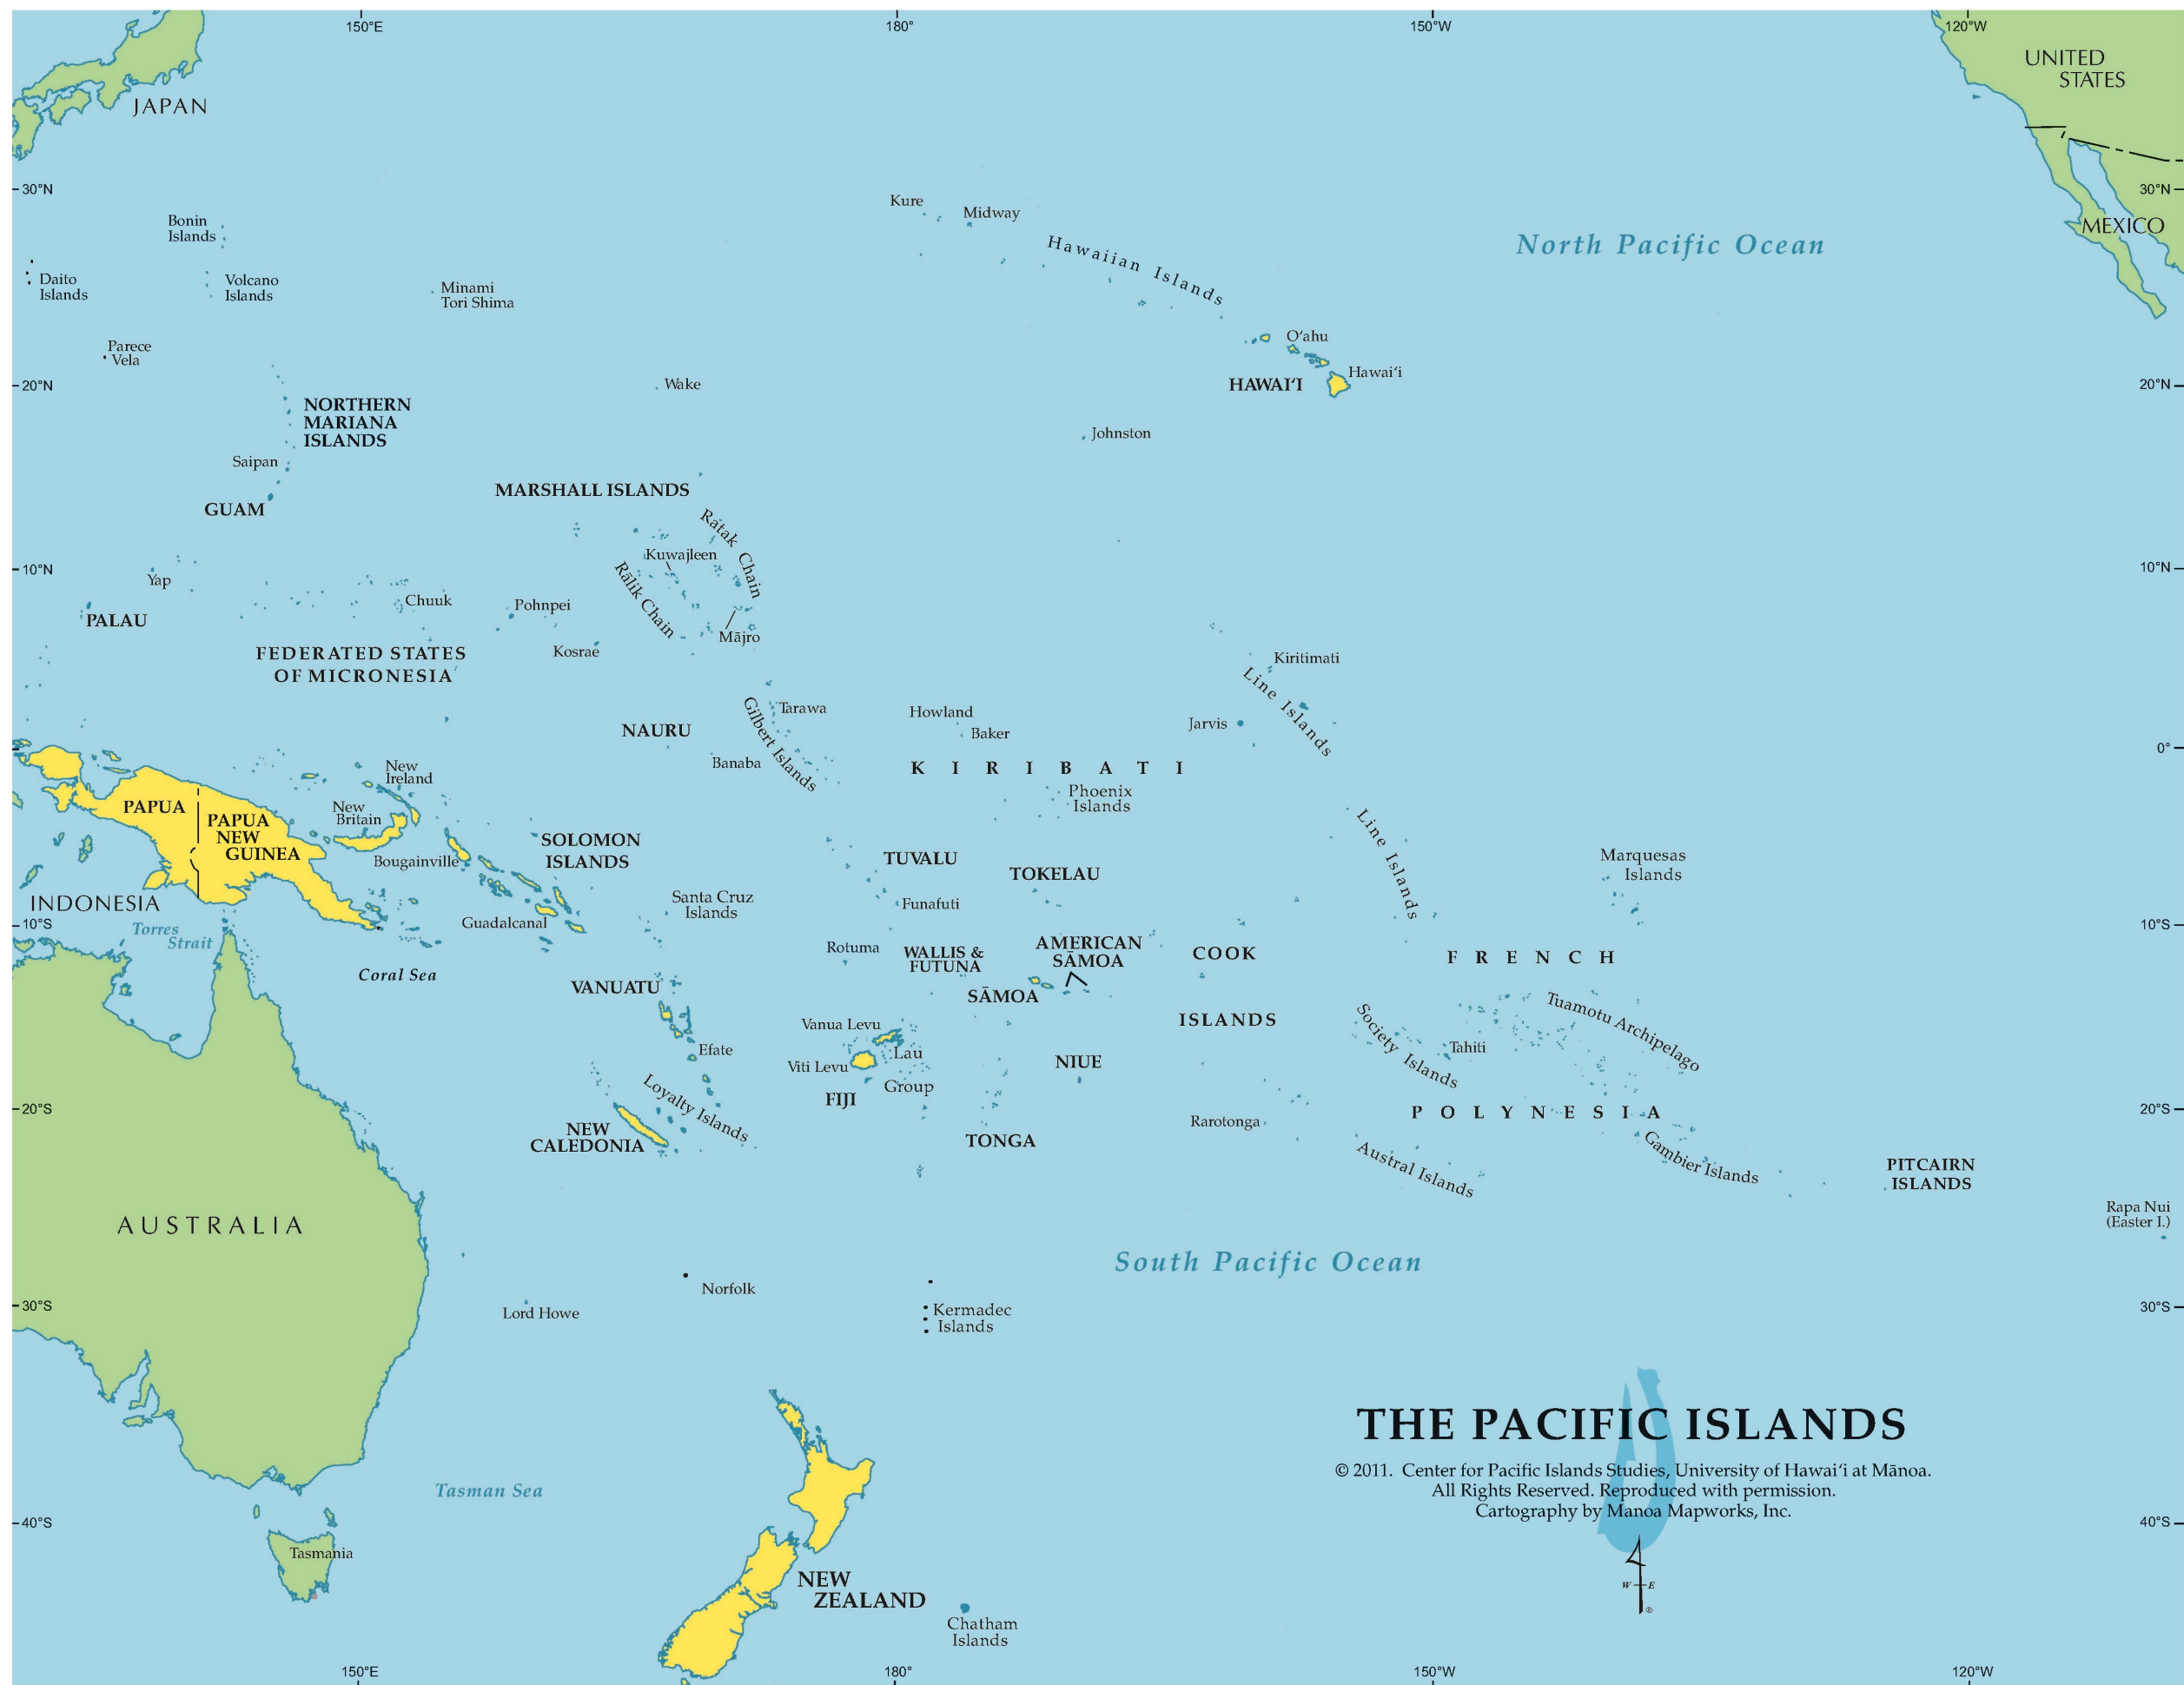 150°E
180°
150°W
120°W
UNITED
STATES
JAPAN
30°N
30°N
Kure
Midway
Bonin
Islands
MEXICO
Hawaiian Islands
North Pacific Ocean
Daito
Islands
Volcano
Islands
Minami
Tori Shima
Parece
Vela
O‘ahu
Hawai‘i
20°N
Wake
HAWAI‘I
20°N
NORTHERN
MARIANA
ISLANDS
Johnston
Saipan
MARSHALL ISLANDS
GUAM
Ratak Chain
Kuwajleen
10°N
10°N
Yap
Rālik Chain
Chuuk
Pohnpei
PALAU
Mājro
FEDERATED STATES
OF MICRONESIA
Kosrae
Kiritimati
Line Islands
Gilbert Islands
Tarawa
Howland
Jarvis
NAURU
Baker
0°
Banaba
KIRIBATI
New
Ireland
Phoenix
Islands
PAPUA
New
Britain
PAPUA
NEW
GUINEA
Line Islands
SOLOMON
ISLANDS
Bougainville
TUVALU
Marquesas
Islands
TOKELAU
INDONESIA
Santa Cruz
Islands
Funafuti
10°S
Guadalcanal
10°S
Torres
Strait
Rotuma
WALLIS &
FUTUNA
AMERICAN
SĀMOA
COOK
FRENCH
Coral Sea
VANUATU
SĀMOA
Tuamotu Archipelago
Society Islands
ISLANDS
Vanua Levu
Tahiti
Efate
Lau
Group
Viti Levu
NIUE
Loyalty Islands
FIJI
20°S
POLYNESIA
20°S
Rarotonga
NEW
CALEDONIA
TONGA
Austral Islands
Gambier Islands
PITCAIRN
ISLANDS
Rapa Nui
(Easter I.)
AUSTRALIA
South Pacific Ocean
Norfolk
30°S
Lord Howe
Kermadec
Islands
30°S
THE PACIFIC ISLANDS
© 2011. Center for Pacific Islands Studies, University of Hawai‘i at Mānoa.
All Rights Reserved. Reproduced with permission.
Cartography by Manoa Mapworks, Inc.
Tasman Sea
40°S
40°S
Tasmania
NEW
ZEALAND
W E
®
Chatham
Islands
150°E
180°
150°W
120°W